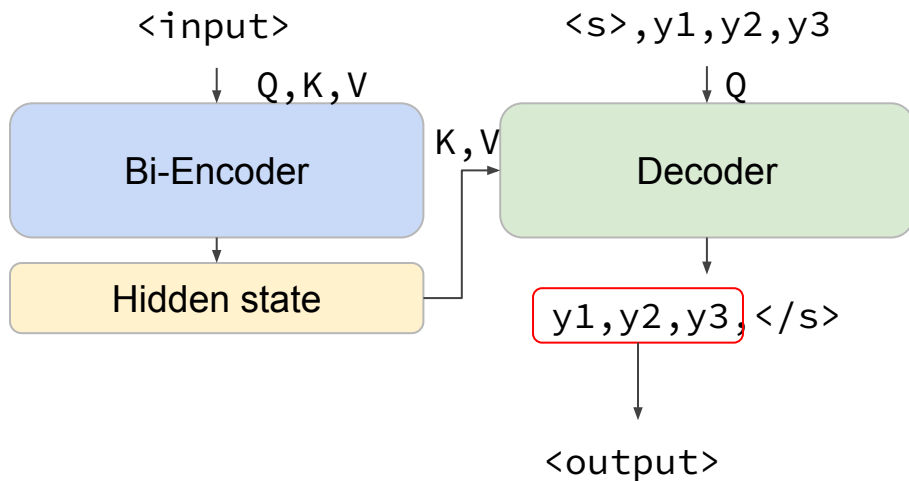 <input>
Q,K,V
Bi-Encoder
Hidden state
<s>,y1,y2,y3
Q
K,V
Decoder
y1,y2,y3,</s>
<output>